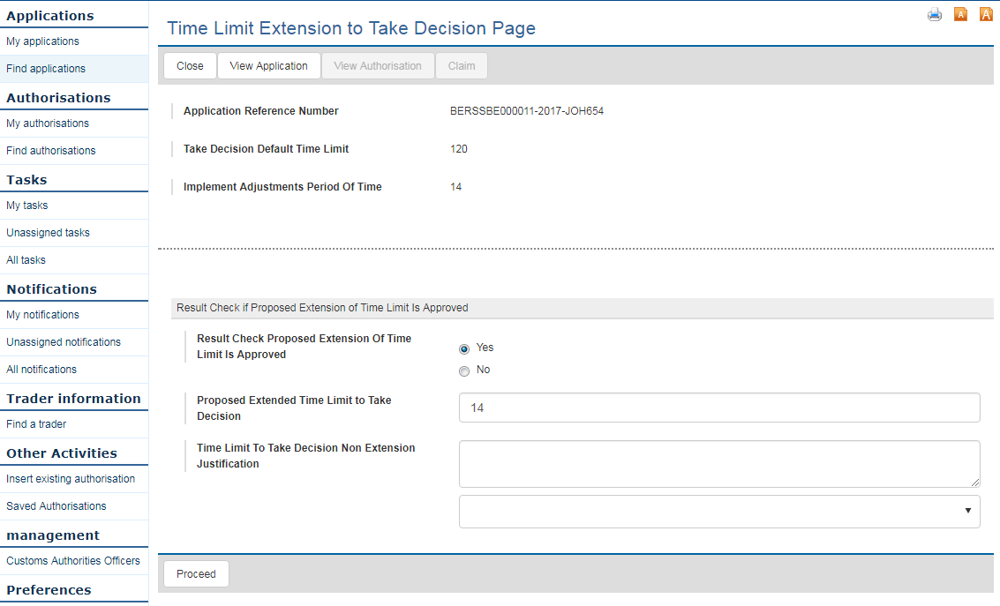 Applications
My applications
Find applications
Authorisations
My authorisations
Find authorisations
Tasks
My tasks
Unassigned tasks
All tasks
Notifications
My notifications
Unassigned notifications
All notifications
Trader information
Find a trader
Other Activities
Insert existing authorisation
Saved Authorisations
management
Customs Authorities Officers
Preferences
A A
Time Limit Extension to Take Decision Page
Close View Application View Authorisation Claim
Application Reference Number BERSSBE000011-2017-JOH654
Take Decision Default Time Limit 120
Implement Adjustments Period Of Time 14
Result Check if Proposed Extension of Time Limit Is Approved
Result Check Proposed Extension Of Time
Limit Is Approved
Yes
No
Proposed Extended Time Limit to Take
Decision
14
Time Limit To Take Decision Non Extension
Justification
Proceed